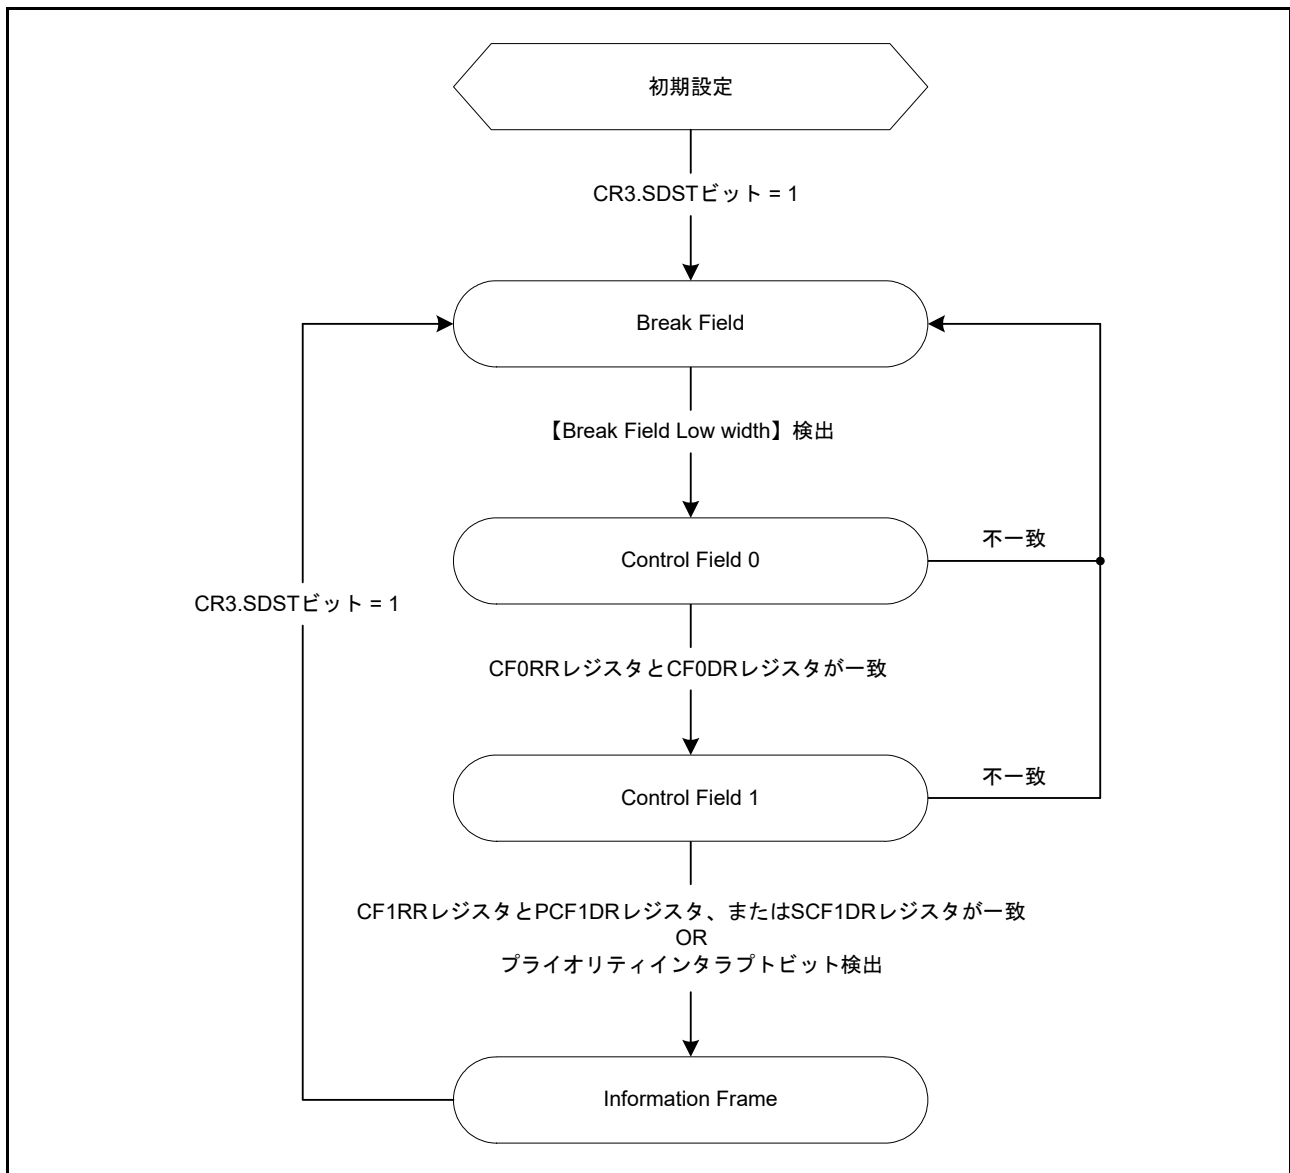 初期設定
CR3.SDSTビット = 1
Break Field
【Break Field Low width】検出
Control Field 0
不一致
CR3.SDSTビット = 1
CF0RRレジスタとCF0DRレジスタが一致
Control Field 1
不一致
CF1RRレジスタとPCF1DRレジスタ、またはSCF1DRレジスタが一致
OR
プライオリティインタラプトビット検出
Information Frame